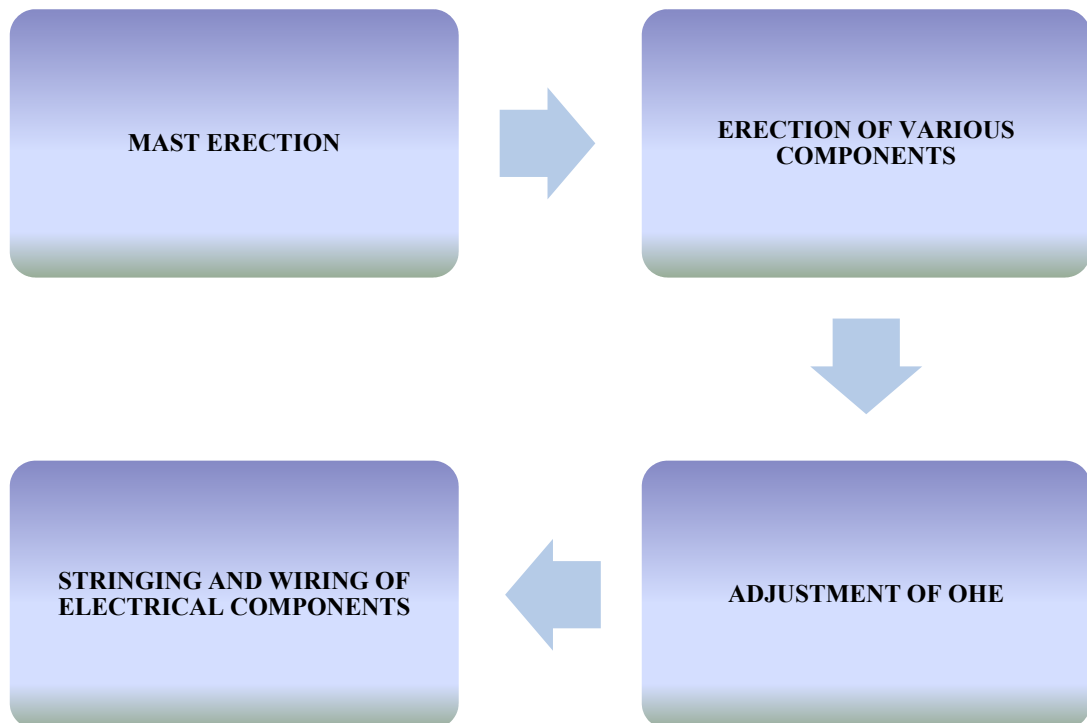 MAST ERECTION
ERECTION OF VARIOUS
COMPONENTS
ADJUSTMENT OF OHE
STRINGING AND WIRING OF
ELECTRICAL COMPONENTS